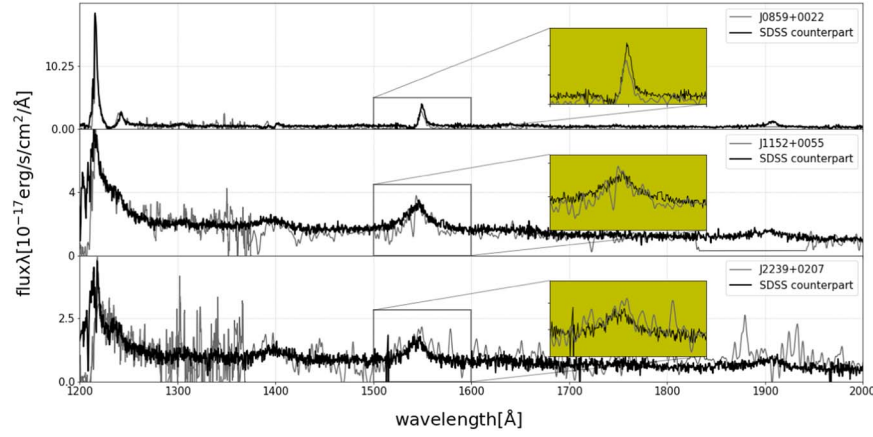 J0859+0022
SDSS counterpart
10.25
0.00
J1152+0055
SDSS counterpart
4
0
J2239+0207
SDSS counterpart
2.5
0.0
1200 1300 1400 1500 1600 1700 1800 1900 2000
wavelength[Å]
fluxλ[10⁻¹⁷erg/s/cm²/Å]